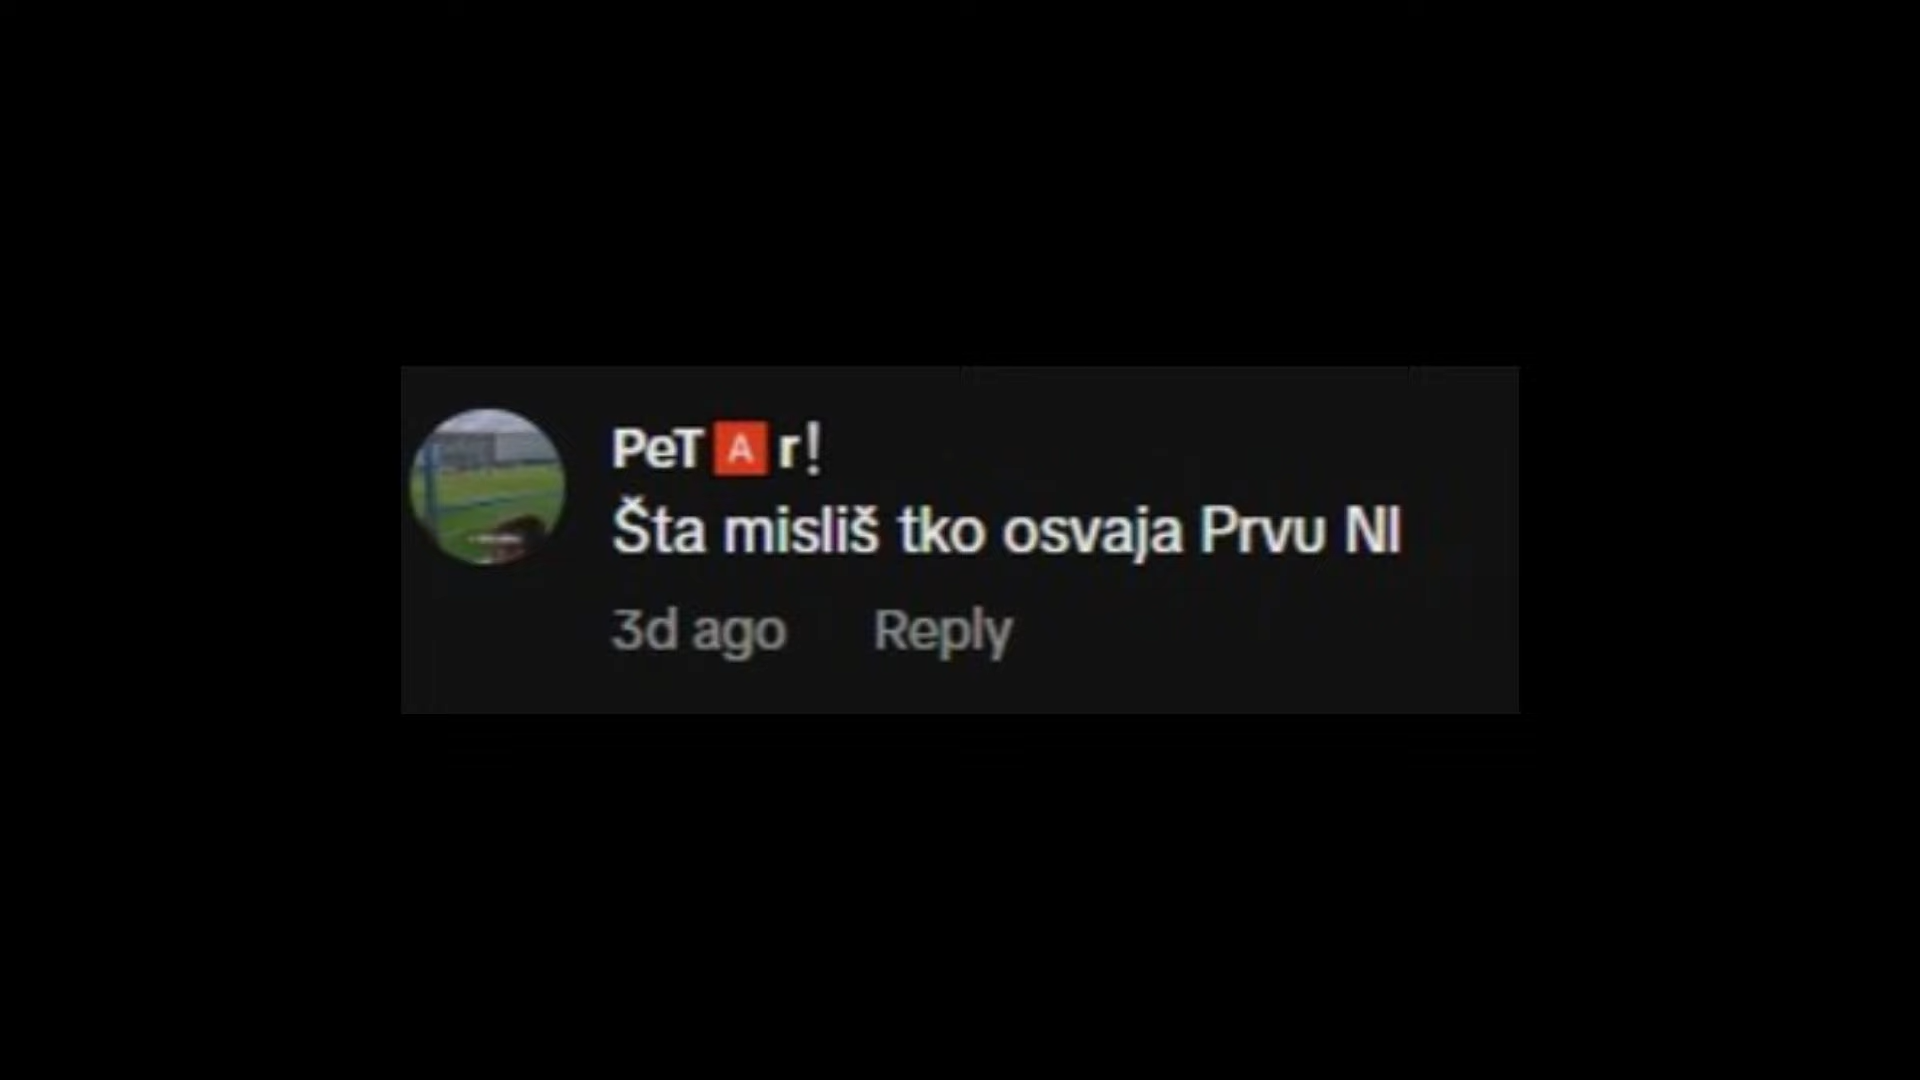 PeT🅰️r!
Šta misliš tko osvaja Prvu Nl
3d ago Reply